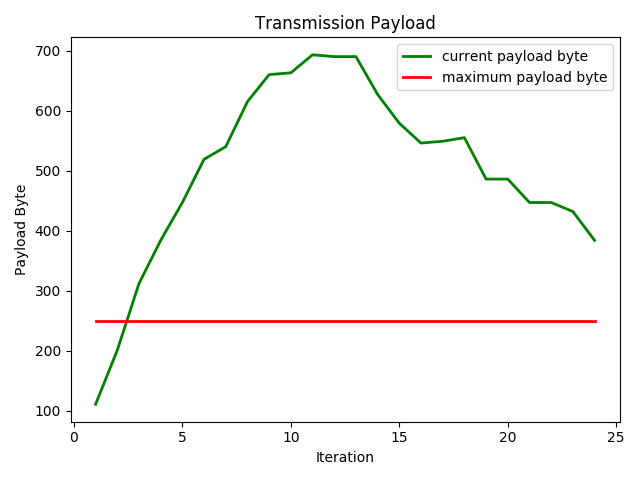 Transmission Payload
current payload byte
maximum payload byte
700
600
500
400
300
200
100
Payload Byte
0 5 10 15 20 25
Iteration